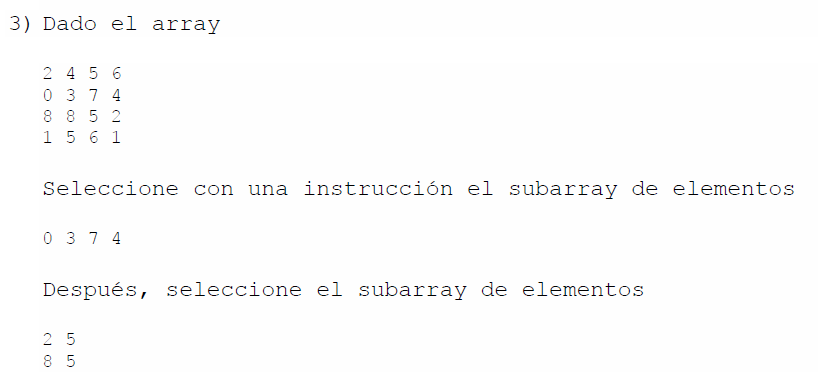 3) Dado el array
2 4 5 6
0 3 7 4
8 8 5 2
1 5 6 1
Seleccione con una instrucción el subarray de elementos
0 3 7 4
Después, seleccione el subarray de elementos
2 5
8 5